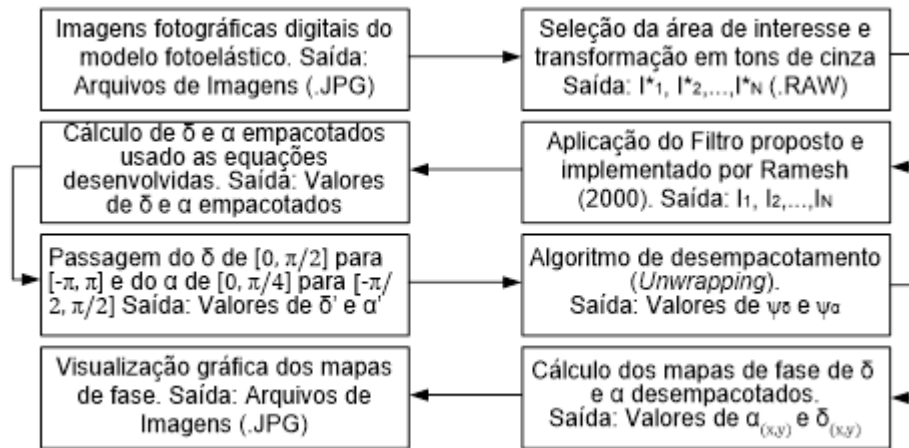 Imagens fotográficas digitais do
modelo fotoelástico. Saída:
Arquivos de Imagens (.JPG)
Seleção da área de interesse e
transformação em tons de cinza
Saída: I*₁, I*₂,...,I*ₙ (.RAW)
Aplicação do Filtro proposto e
implementado por Ramesh
(2000). Saída: I₁, I₂,...,Iₙ
Cálculo de δ e α empacotados
usado as equações
desenvolvidas. Saída: Valores
de δ e α empacotados
Passagem do δ de [0, π/2] para
[-π, π] e do α de [0, π/4] para [-π/
2, π/2] Saída: Valores de δ' e α'
Algoritmo de desempacotamento
(Unwrapping).
Saída: Valores de ψδ e ψα
Cálculo dos mapas de fase de δ
e α desempacotados.
Saída: Valores de α(x,y) e δ(x,y)
Visualização gráfica dos mapas
de fase. Saída: Arquivos de
Imagens (.JPG)